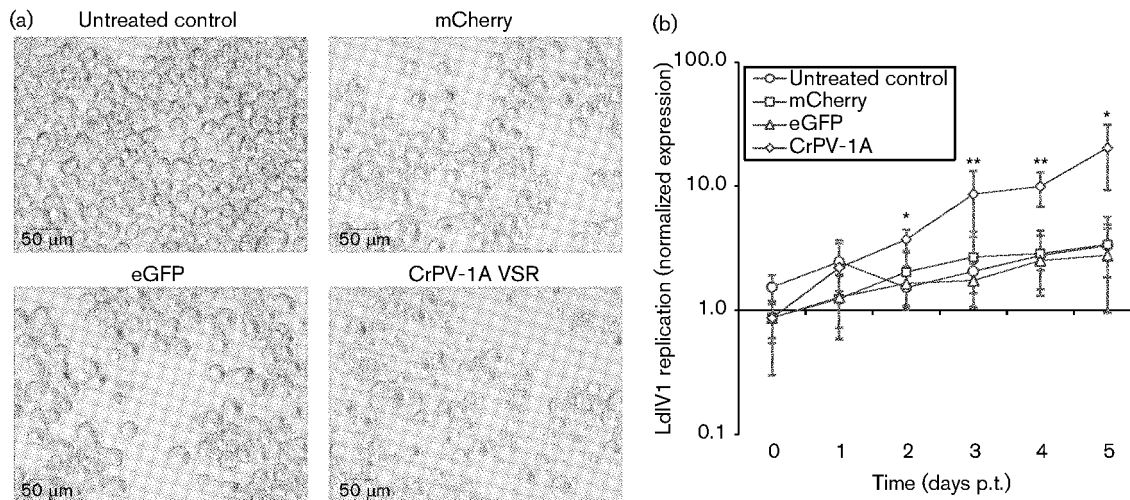 (a)
Untreated control
mCherry
50 µm
50 µm
eGFP
CrPV-1A VSR
50 µm
50 µm
(b)
LdIV1 replication (normalized expression)
100.0
10.0
1.0
0.1
Untreated control
mCherry
eGFP
CrPV-1A
*
**
**
*
0 1 2 3 4 5
Time (days p.t.)